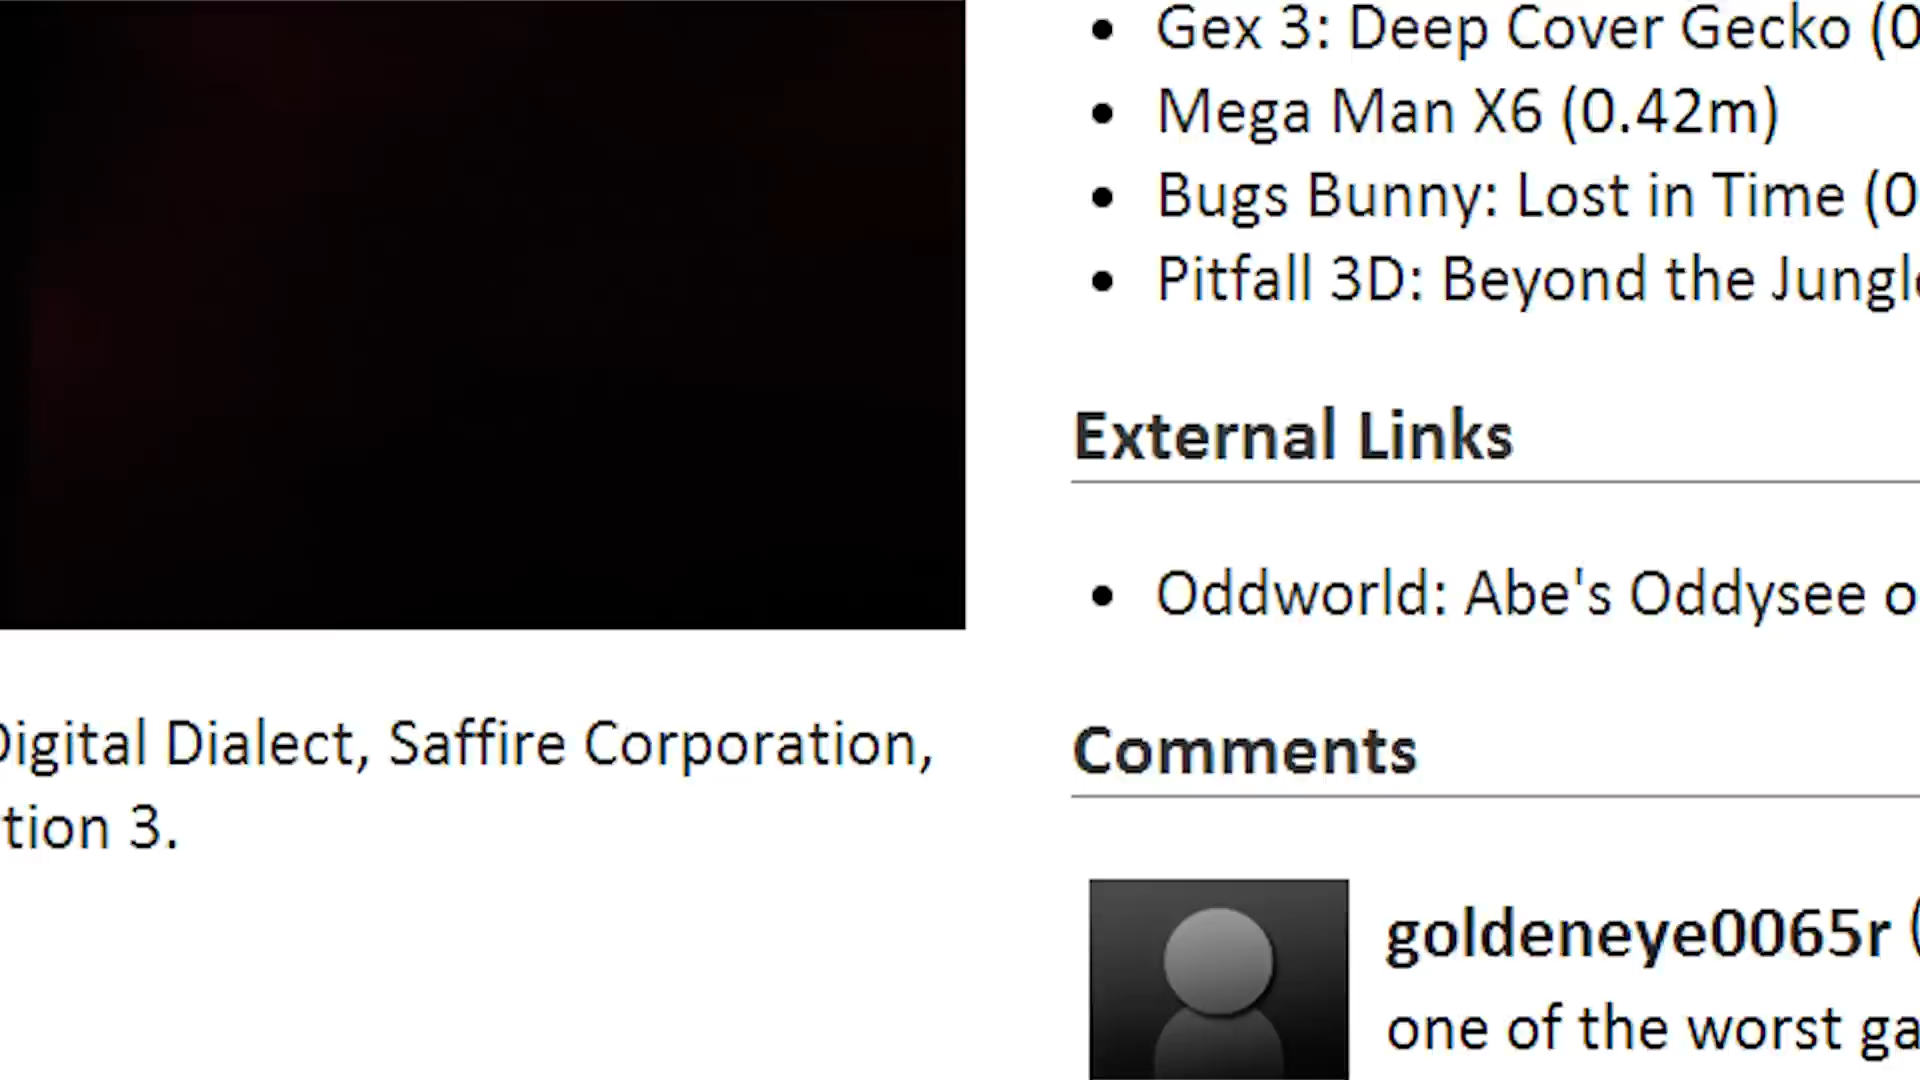 Digital Dialect, Saffire Corporation,
tion 3.
Gex 3: Deep Cover Gecko (0
Mega Man X6 (0.42m)
Bugs Bunny: Lost in Time (0
Pitfall 3D: Beyond the Jungle
External Links
Oddworld: Abe's Oddysee o
Comments
goldeneye0065r (
one of the worst ga